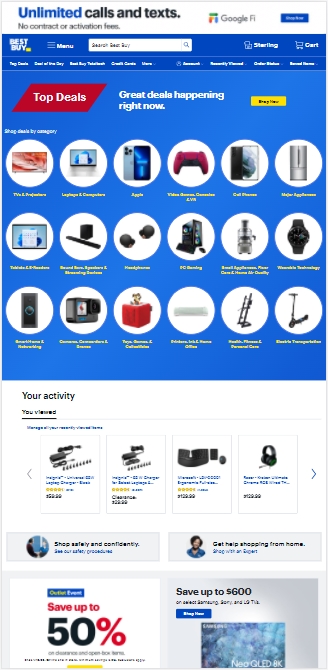 Unlimited calls and texts.
No contract or activation fees.
Google Fi
Shop Now
BEST BUY
Menu
Search Best Buy
Sterling
Cart
Top Deals
Deal of the Day
Best Buy Totaltech
Credit Cards
More
Account
Recently Viewed
Order Status
Saved Items
Top Deals
Great deals happening
right now.
Shop Now
Shop deals by category
TVs & Projectors
Laptops & Computers
Apple
Video Games, Consoles
& VR
Cell Phones
Major Appliances
Tablets & E-Readers
Sound Bars, Speakers &
Streaming Devices
Headphones
PC Gaming
Small Appliances, Floor
Care & Home Air Quality
Wearable Technology
Smart Home &
Networking
Cameras, Camcorders &
Drones
Toys, Games, &
Collectibles
Printers, Ink & Home
Office
Health, Fitness &
Personal Care
Electric Transportation
Your activity
You viewed
Manage all your recently viewed items
Insignia™ - Universal 65W
Laptop Charger - Black
$59.99
Insignia™ - 65 W Charger
for Select Laptops...
Clearance:
Microsoft -
Ergonomic Full-size...
$129.99
Razer - Kraken Ultimate
Chroma RGB Wired TH...
$129.99
Shop safely and confidently.
See our safety procedures
Get help shopping from home.
Shop with an Expert
Outlet Event
Save up to
50%
on clearance and open-box items.
Save up to $600
on select Samsung, Sony, and LG TVs.
Shop Now
SAMSUNG
Neo QLED 8K